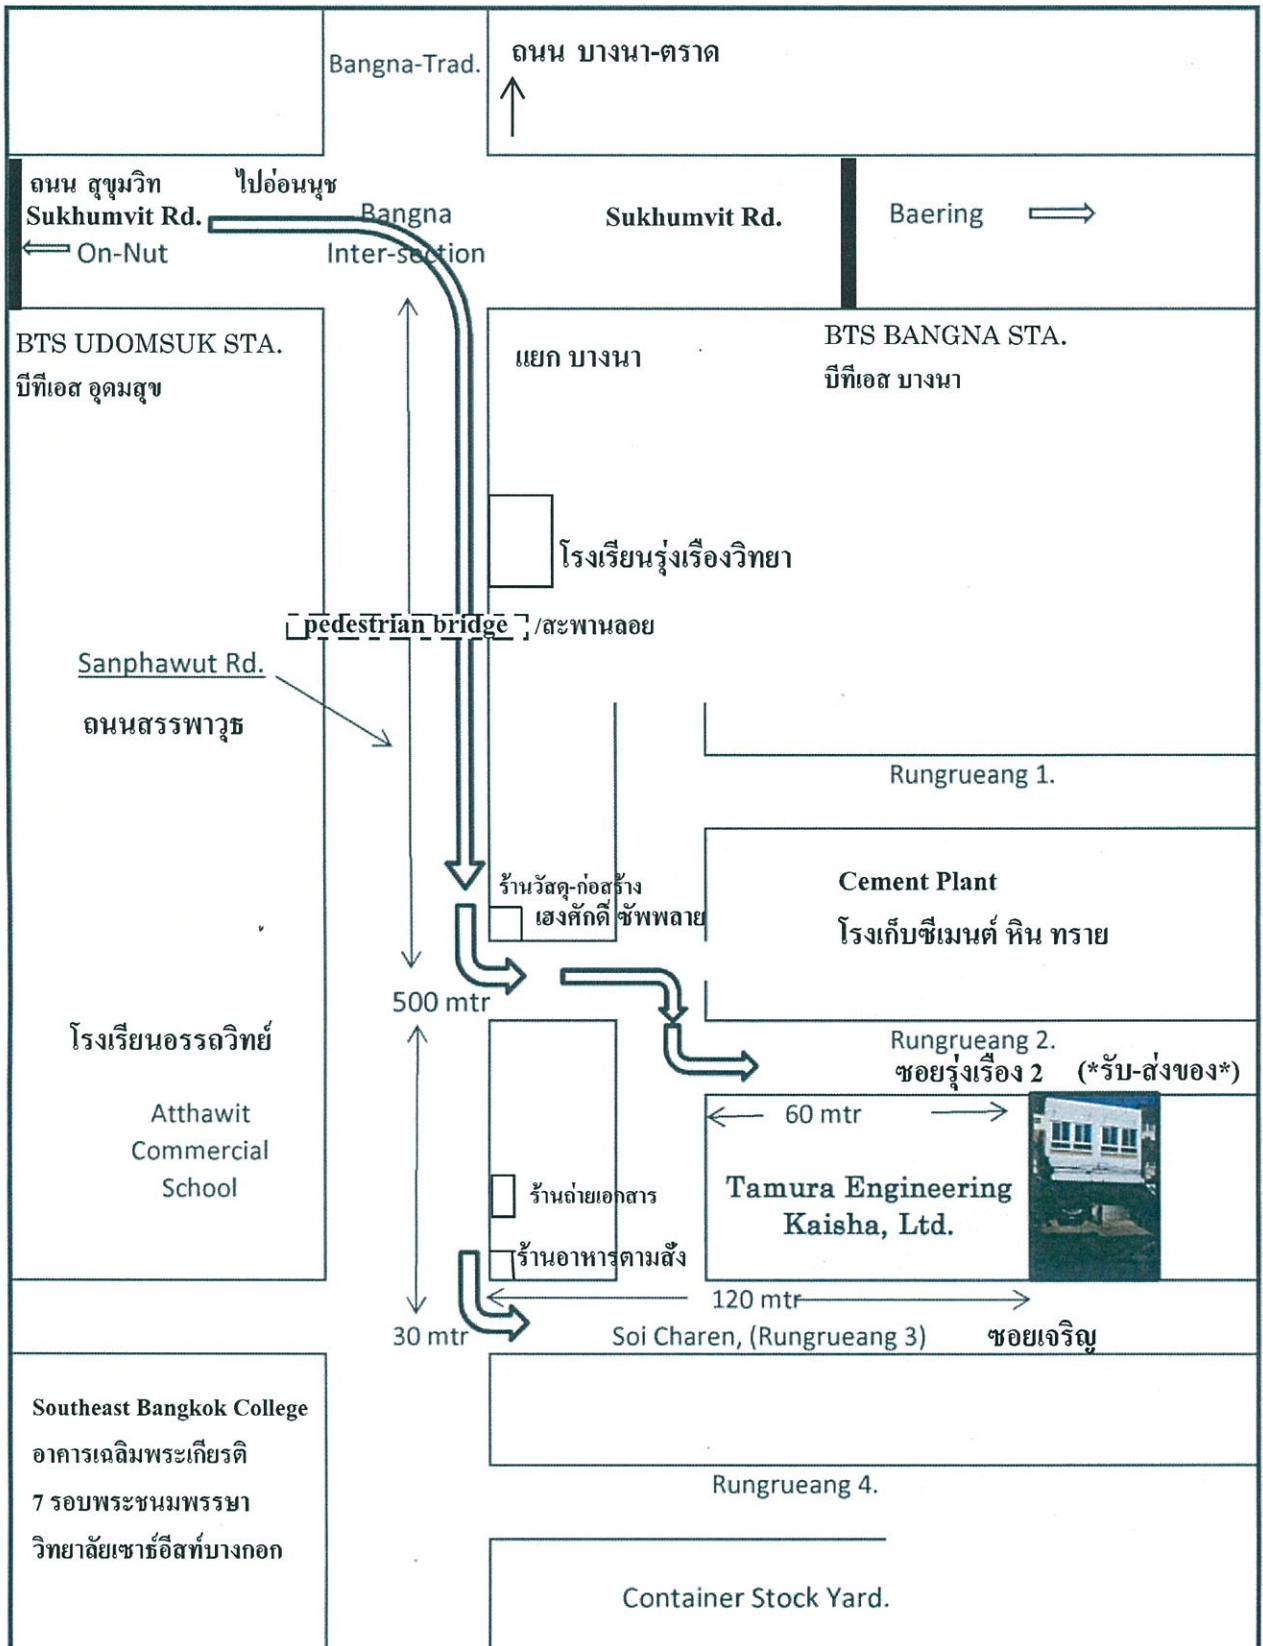 Bangna-Trad.
ถนน บางนา-ตราด
ถนน สุขุมวิท
ไปอ่อนนุช
Sukhumvit Rd.
On-Nut
Bangna
Inter-section
Sukhumvit Rd.
Baering
BTS UDOMSUK STA.
บีทีเอส อุดมสุข
แยก บางนา
BTS BANGNA STA.
บีทีเอส บางนา
โรงเรียนรุ่งเรืองวิทยา
pedestrian bridge /สะพานลอย
Sanphawut Rd.
ถนนสรรพาวุธ
Rungrueang 1.
ร้านวัสดุ-ก่อสร้าง
เฮงศักดิ์ ซัพพลาย
Cement Plant
โรงเก็บซีเมนต์ หิน ทราย
500 mtr
โรงเรียนอรรถวิทย์
Atthawit
Commercial
School
Rungrueang 2.
ซอยรุ่งเรือง 2 (*รับ-ส่งของ*)
60 mtr
Tamura Engineering
Kaisha, Ltd.
ร้านถ่ายเอกสาร
ร้านอาหารตามสั่ง
120 mtr
30 mtr
Soi Charen, (Rungrueang 3)
ซอยเจริญ
Southeast Bangkok College
อาคารเฉลิมพระเกียรติ
7 รอบพระชนมพรรษา
วิทยาลัยเซาธ์อีสท์บางกอก
Rungrueang 4.
Container Stock Yard.